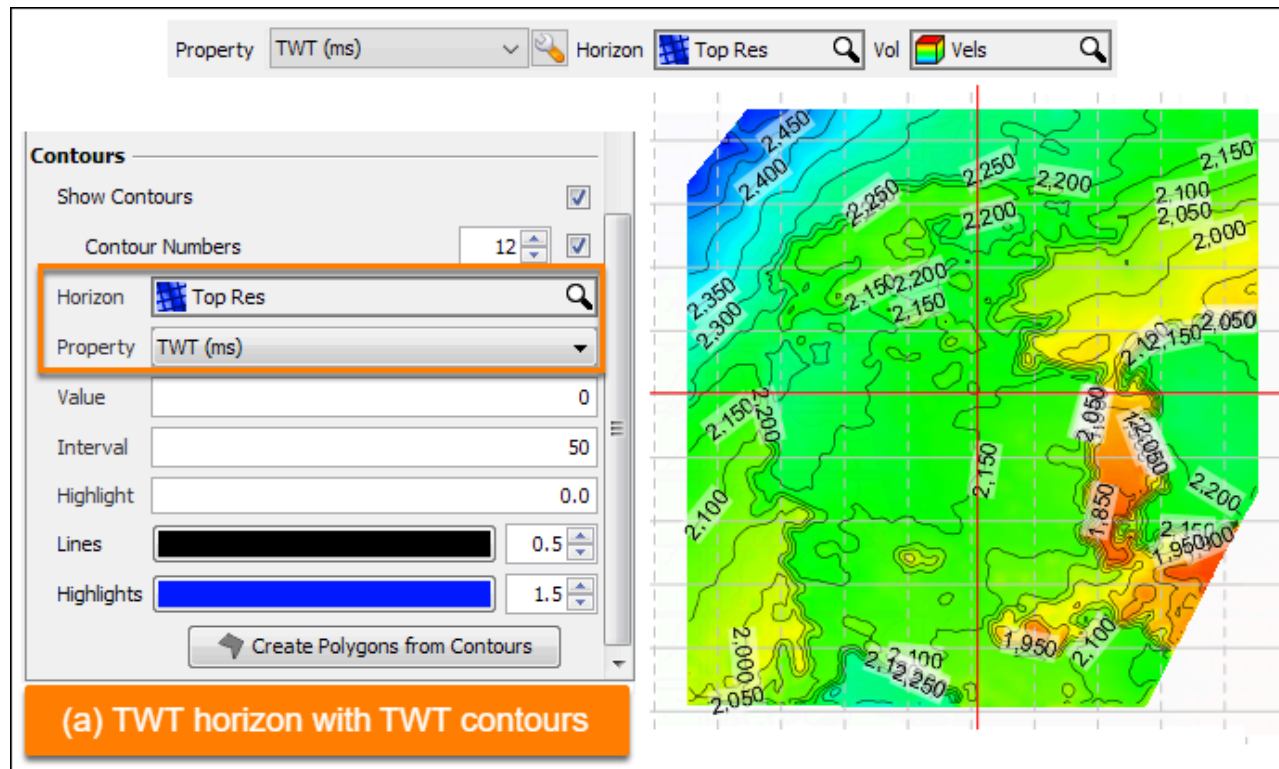 Property TWT (ms) Horizon Top Res Vol Vels
Contours
Show Contours
Contour Numbers 12
Horizon Top Res
Property TWT (ms)
Value 0
Interval 50
Highlight 0.0
Lines 0.5
Highlights 1.5
Create Polygons from Contours
(a) TWT horizon with TWT contours
2,450
2,400
2,250
2,250
2,200
2,150
2,100
2,050
2,000
2,200
2,150
2,200
2,150
2,350
2,300
2,050
2,150
2,150
2,200
2,050
2,050
2,150
1,850
2,200
2,100
1,950
2,000
2,050
2,100
2,250
1,950
2,100